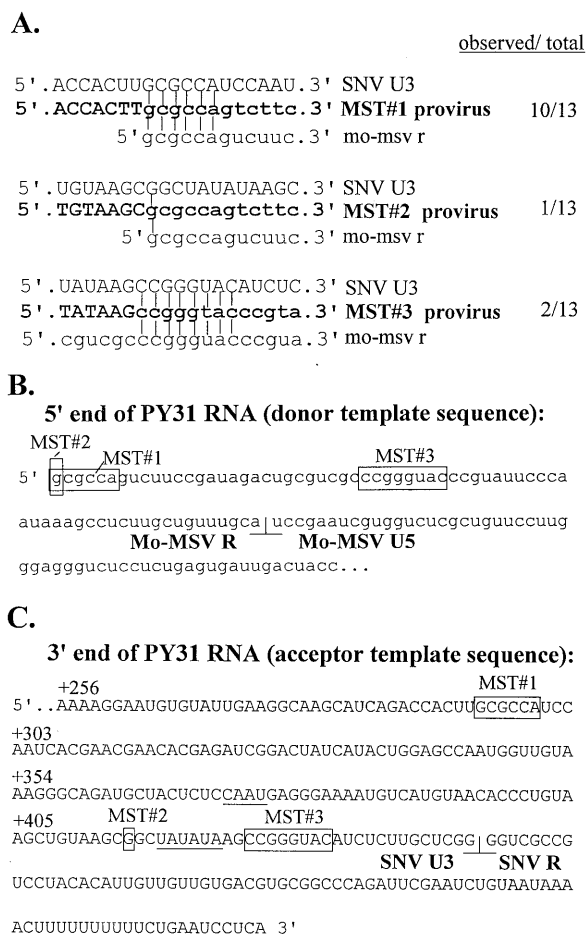 A.
observed/ total
5'.ACCACUUGCGCCAUCCAAU.3' SNV U3
5'.ACCACTTgcgccagtcttc.3' MST#1 provirus 10/13
5'gcgccagucuuc.3' mo-msv r
5'.UGUAAGCGGCUAUAUAAGC.3' SNV U3
5'.TGTAAGCgcgccagtcttc.3' MST#2 provirus 1/13
5'gcgccagucuuc.3' mo-msv r
5'.UAUAAGCCGGGUACAUCUC.3' SNV U3
5'.TATAAGccgggtacccgta.3' MST#3 provirus 2/13
5'.cgucgcccgggguacccgua.3' mo-msv r
B.
5' end of PY31 RNA (donor template sequence):
MST#2
MST#1
MST#3
5' gcgccagucuuccgauagacugcgucgcccggguacccguauuccca
auaaagccucuugcuguuugca uccgaaucguggucucgcuguuccuug
Mo-MSV R Mo-MSV U5
ggagggucuccucugagugauugacuacc...
C.
3' end of PY31 RNA (acceptor template sequence):
+256
MST#1
5'..AAAAGGAAUGUGUAUUGAAGGCAAGCAUCAGACCACUUGCGCCAUCC
+303
AAUCACGAACGAACACGAGAUCGGACUAUCAUACUGGAGCCAAUGGUUGUA
+354
AAGGGCAGAUGCUACUCUCCAAUGAGGGAAAAUGUCAUGUAACACCCUGUA
+405
MST#2
MST#3
AGCUGUAAGCGGCUAUAUAAGCCGGGUACAUCUCUUGCUCGG GGUCGCCG
SNV U3 SNV R
UCCUACACAUUGUUGUUGUGACGUGCGGCCCAGAUUCGAAUCUGUAAUAAA
ACUUUUUUUUUUCUGAAUCCUCA 3'